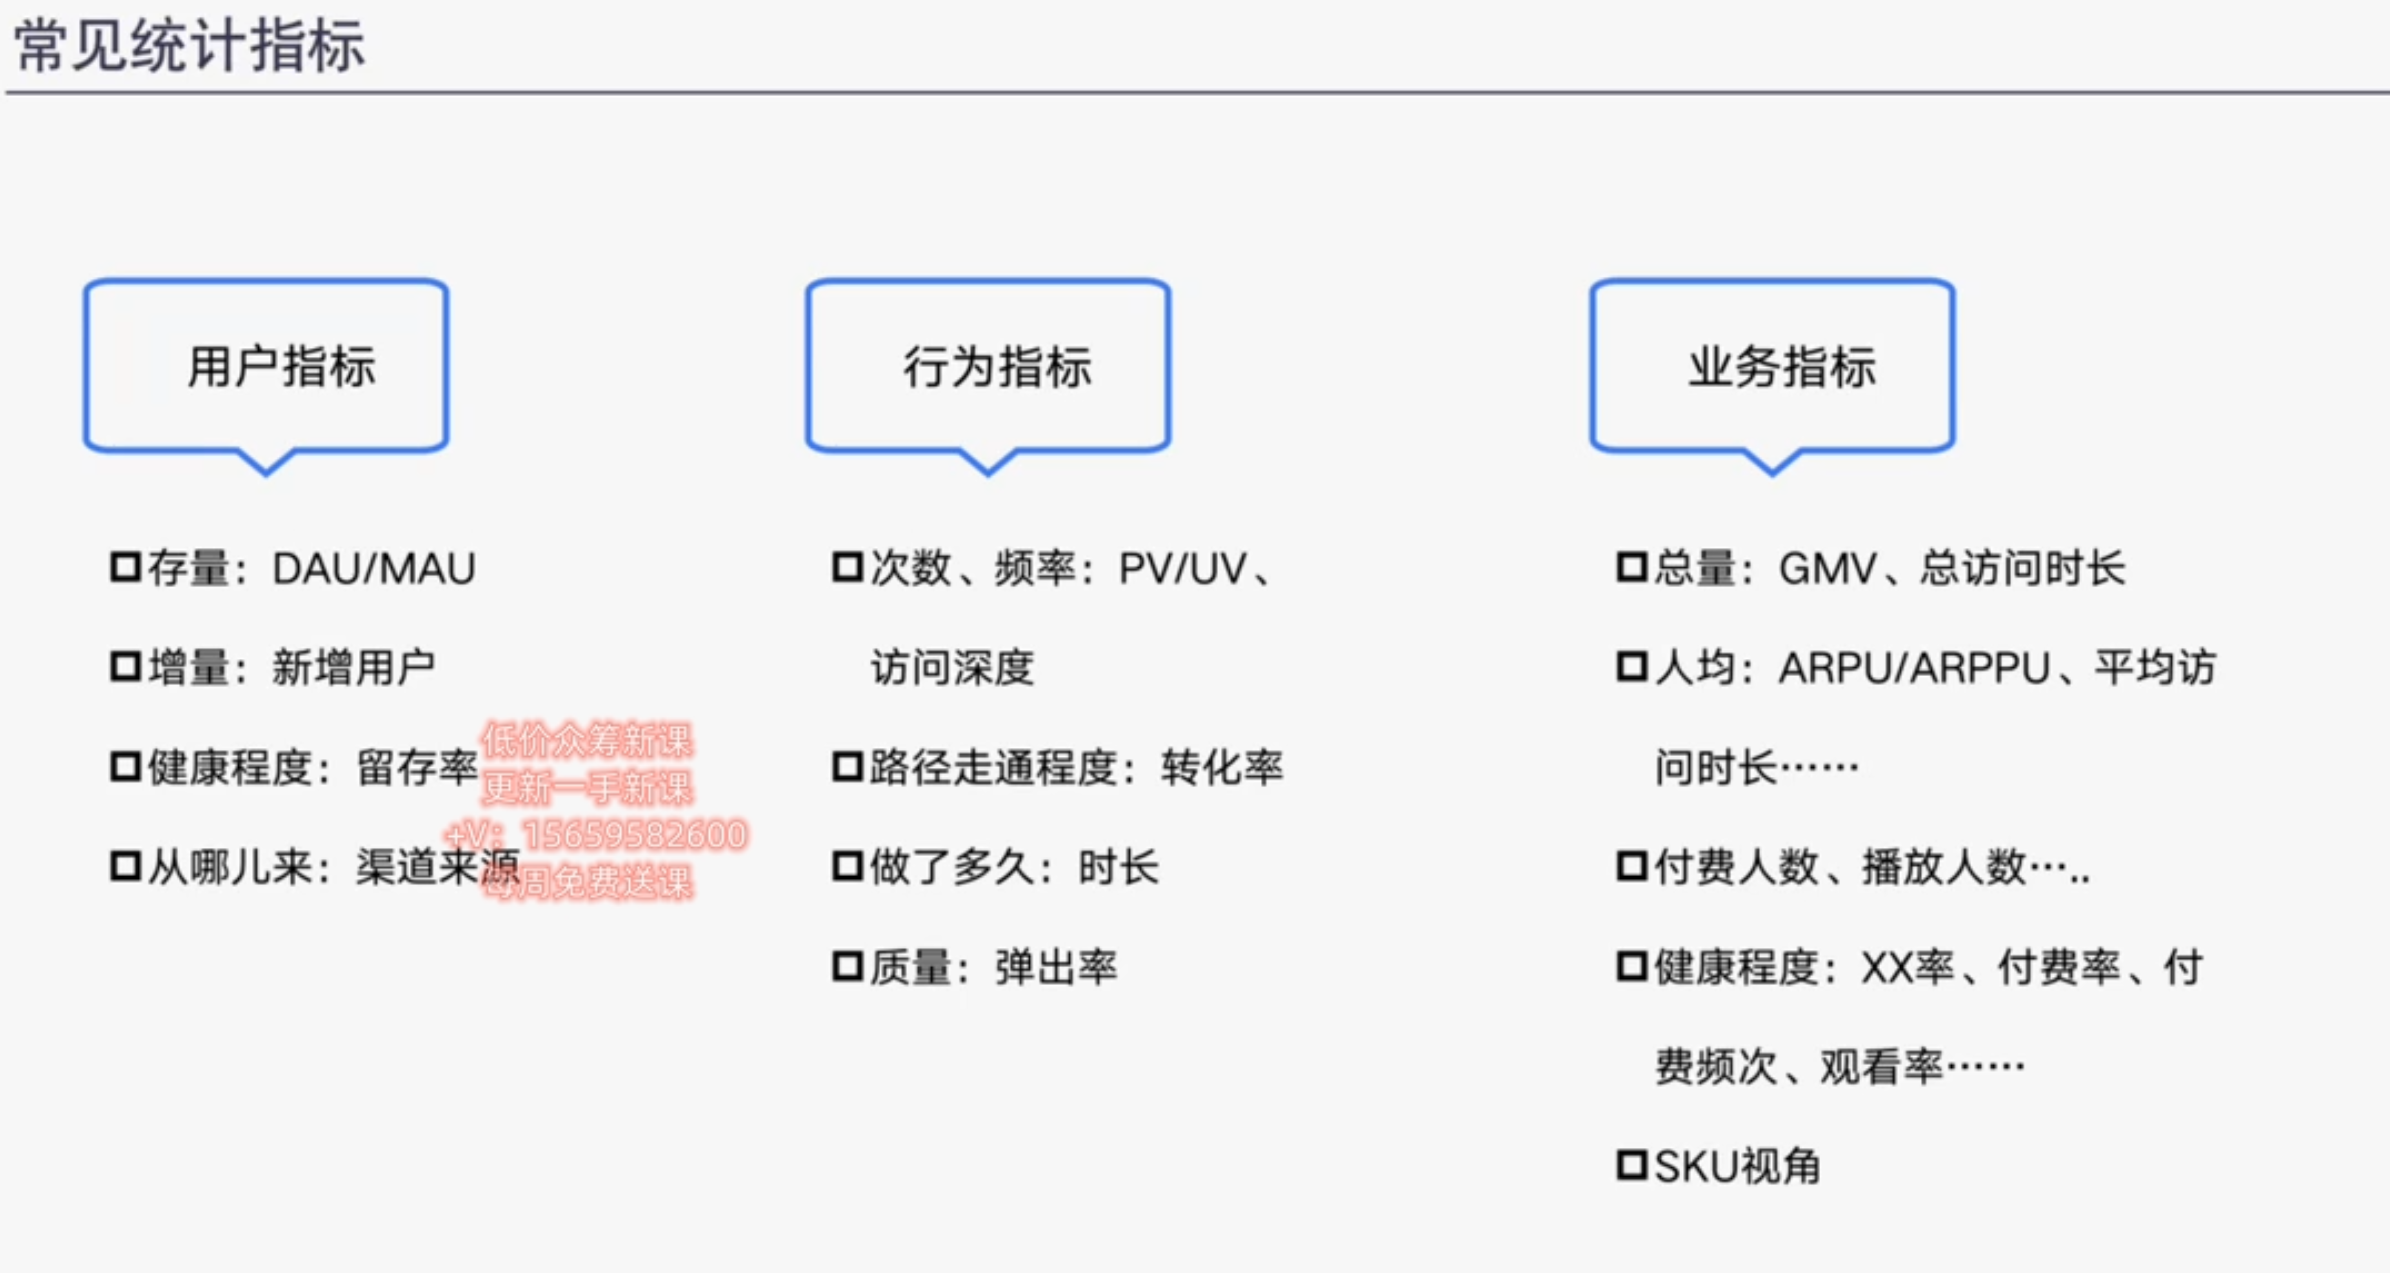 常见统计指标
用户指标
存量：DAU/MAU
增量：新增用户
健康程度：留存率
从哪儿来：渠道来源
低价众筹新课
更新一手新课
+V：15659582600
每周免费送课
行为指标
次数、频率：PV/UV、
访问深度
路径走通程度：转化率
做了多久：时长
质量：弹出率
业务指标
总量：GMV、总访问时长
人均：ARPU/ARPPU、平均访
问时长……
付费人数、播放人数…..
健康程度：XX率、付费率、付
费频次、观看率……
SKU视角